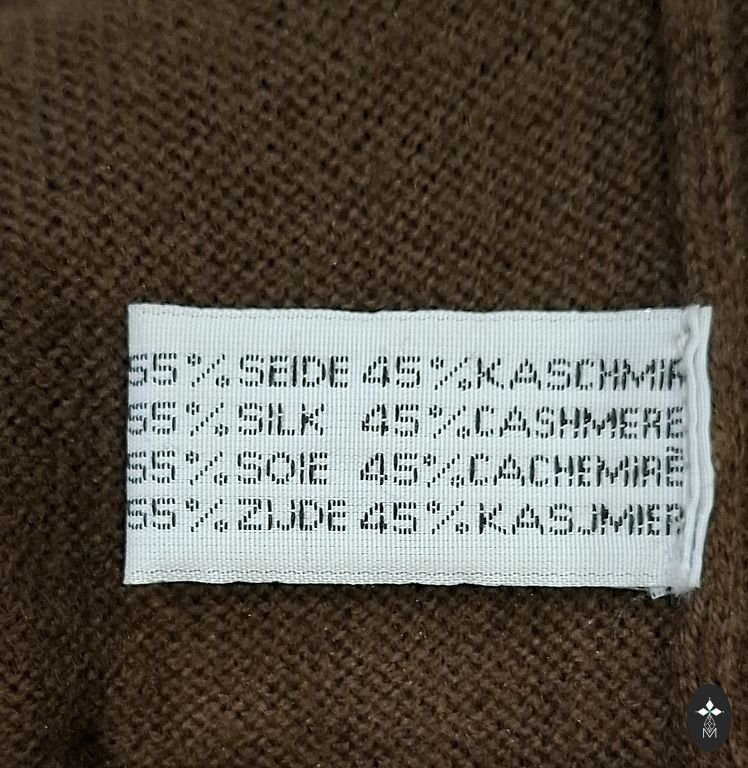 55% SEIDE 45% KASCHMIR
55% SILK 45% CASHMERE
55% SOIE 45% CACHEMIRE
55% ZIJDE 45% KASJMIER
M